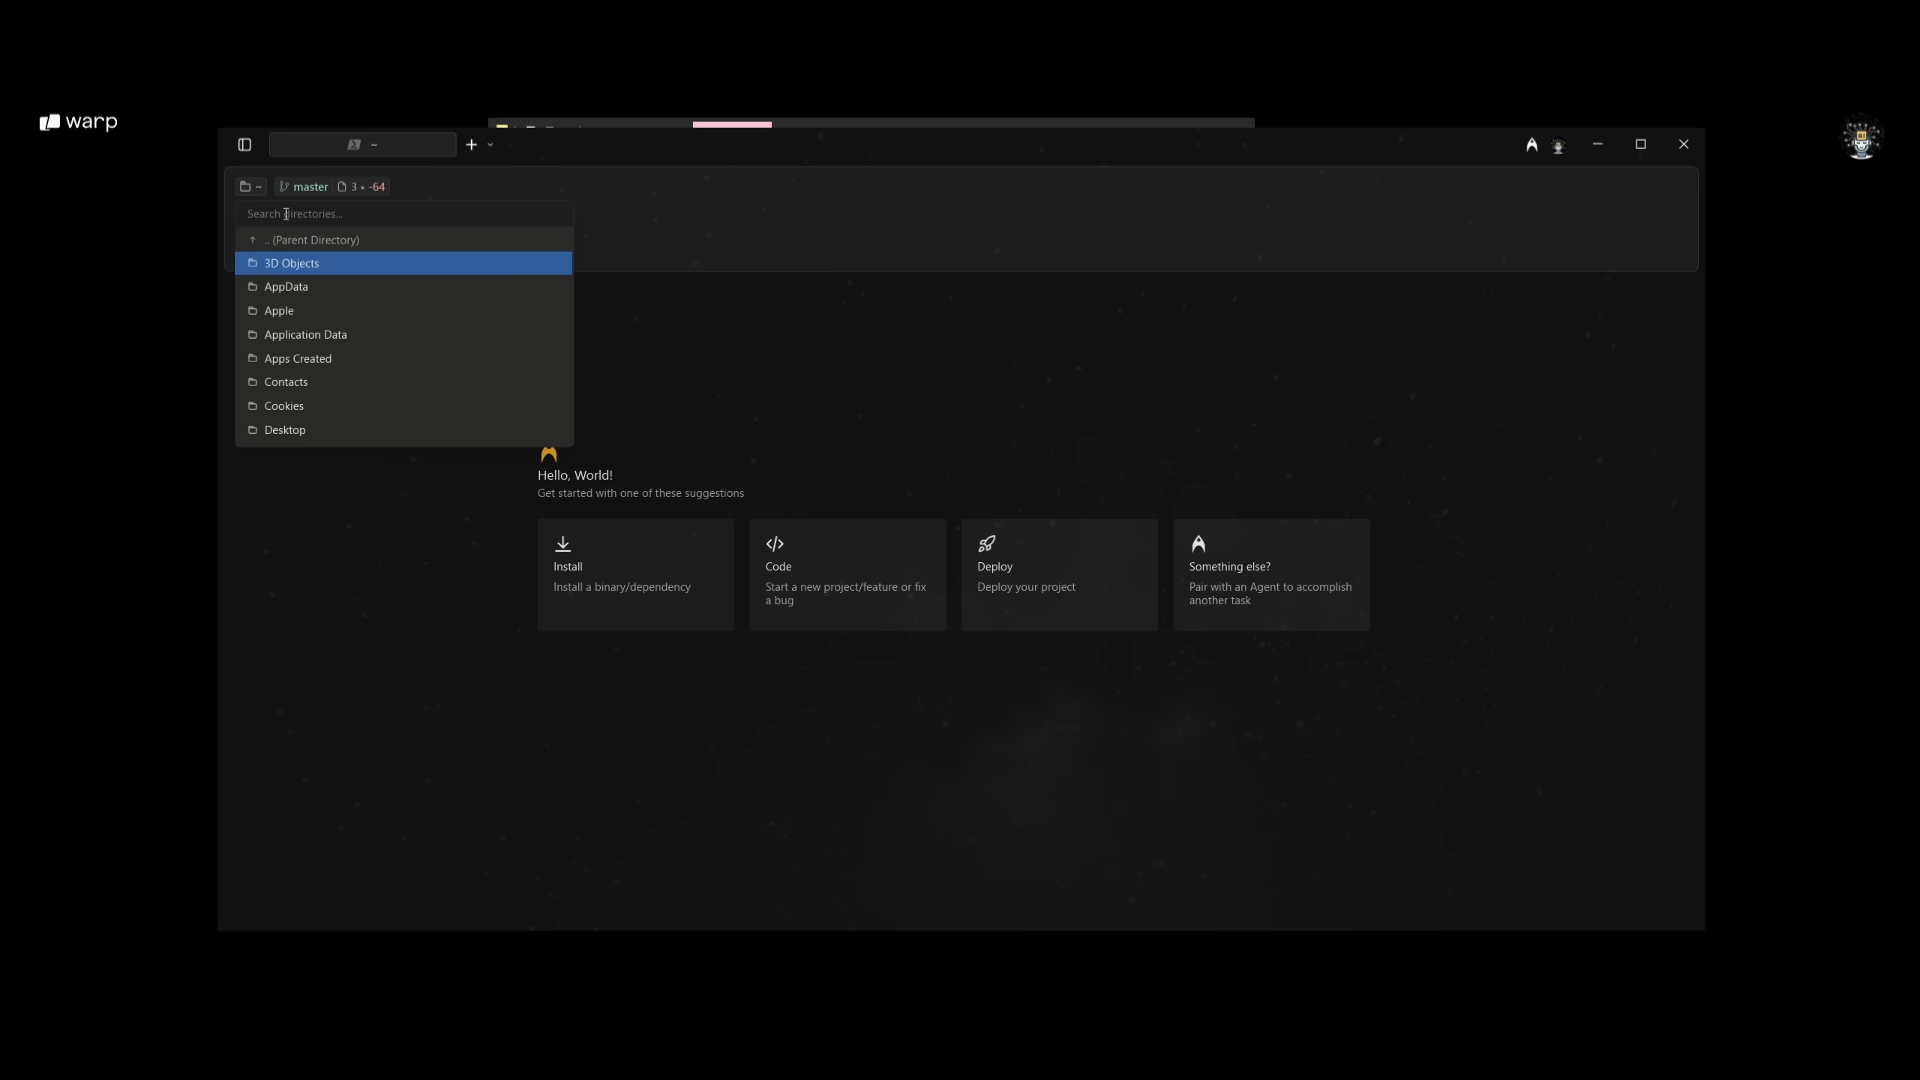 warp
~
~ master 3 • -64
Search directories...
.. (Parent Directory)
3D Objects
AppData
Apple
Application Data
Apps Created
Contacts
Cookies
Desktop
Hello, World!
Get started with one of these suggestions
Install
Install a binary/dependency
Code
Start a new project/feature or fix
a bug
Deploy
Deploy your project
Something else?
Pair with an Agent to accomplish
another task